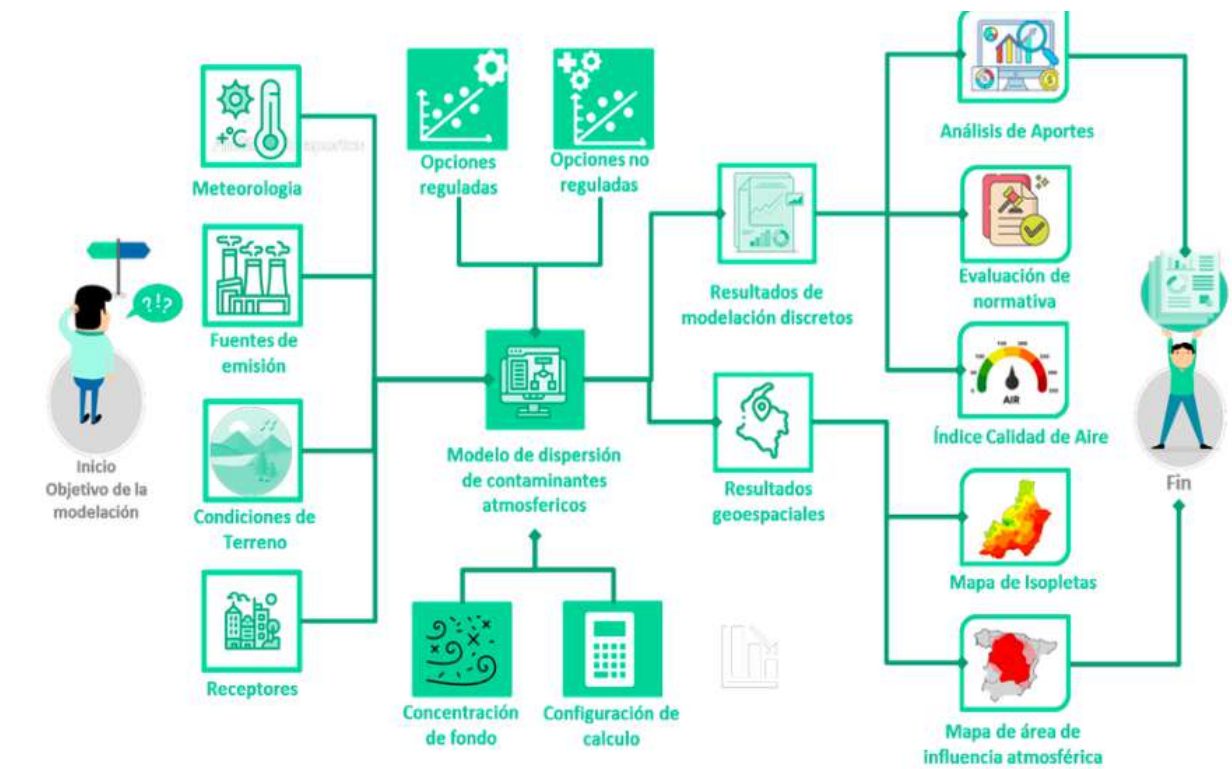 Inicio
Objetivo de la
modelación
?!?
+°C
Meteorologia
Fuentes de
emisión
Condiciones de
Terreno
Receptores
Opciones
reguladas
Opciones no
reguladas
Modelo de dispersión
de contaminantes
atmosfericos
Concentración
de fondo
Configuración de
calculo
Resultados de
modelación discretos
Resultados
geoespaciales
Análisis de Aportes
Evaluación de
normativa
AIR
Índice Calidad de Aire
Mapa de Isopletas
Mapa de área de
influencia atmosférica
Fin